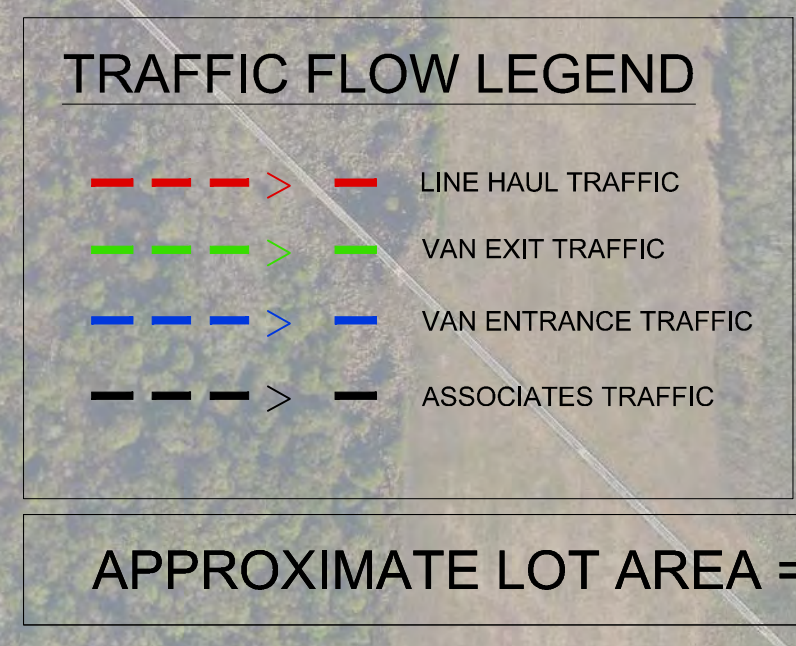 TRAFFIC FLOW LEGEND
LINE HAUL TRAFFIC
VAN EXIT TRAFFIC
VAN ENTRANCE TRAFFIC
ASSOCIATES TRAFFIC
APPROXIMATE LOT AREA =